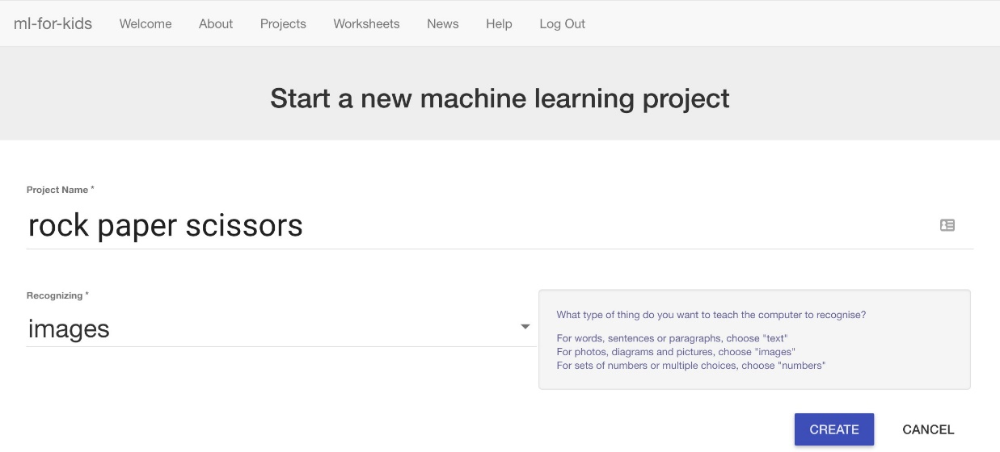 ml-for-kids Welcome About Projects Worksheets News Help Log Out
Start a new machine learning project
Project Name *
rock paper scissors
Recognizing *
images
What type of thing do you want to teach the computer to recognise?
For words, sentences or paragraphs, choose "text"
For photos, diagrams and pictures, choose "images"
For sets of numbers or multiple choices, choose "numbers"
CREATE CANCEL